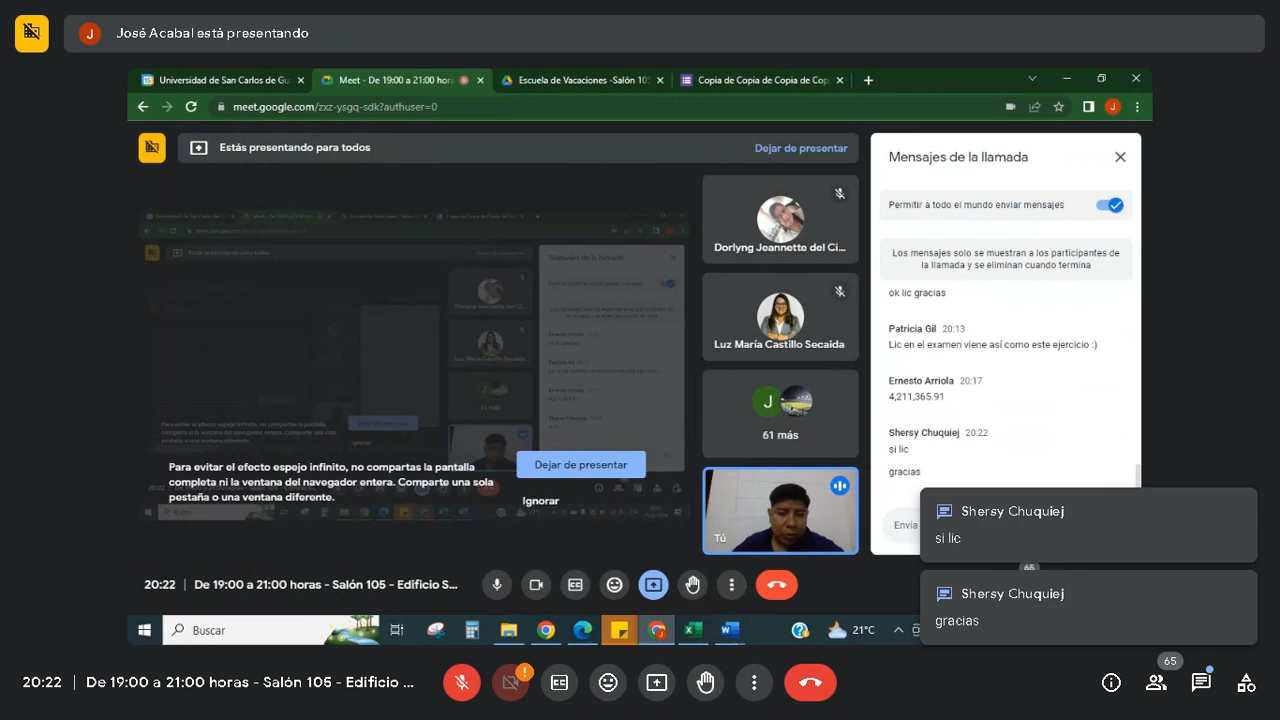 J
José Acabal está presentando
Universidad de San Carlos de Gu
Meet - De 19:00 a 21:00 hora
Escuela de Vacaciones -Salón 105
Copia de Copia de Copia de Cop
meet.google.com/zxz-ysgq-sdk?authuser=0
J
Estás presentando para todos
Dejar de presentar
Mensajes de la llamada
Permitir a todo el mundo enviar mensajes
Los mensajes solo se muestran a los participantes de
la llamada y se eliminan cuando termina
ok lic gracias
Patricia Gil 20:13
Lic en el examen viene así como este ejercicio :)
Ernesto Arriola 20:17
4,211,365.91
Shersy Chuquiej 20:22
si lic
gracias
Envía
Dorlyng Jeannette del Ci...
Luz María Castillo Secaida
J
61 más
Tú
Para evitar el efecto espejo infinito, no compartas la pantalla
completa ni la ventana del navegador entera. Comparte una sola
pestaña o una ventana diferente.
Dejar de presentar
Ignorar
Shersy Chuquiej
si lic
65
Shersy Chuquiej
gracias
20:22 | De 19:00 a 21:00 horas - Salón 105 - Edificio S...
Buscar
21°C
20:22 | De 19:00 a 21:00 horas - Salón 105 - Edificio ...
65